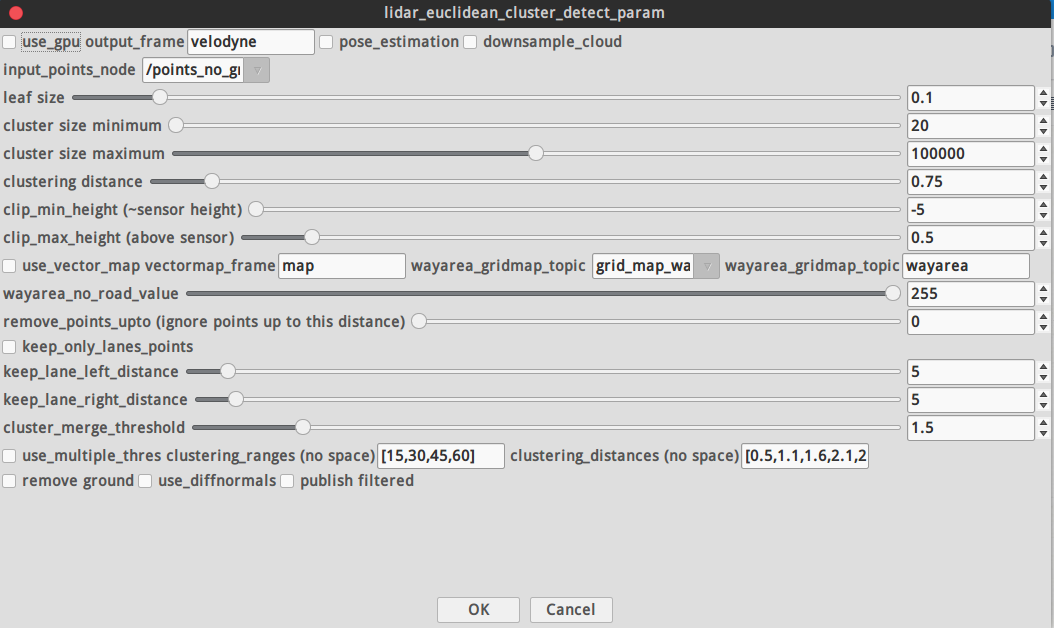 lidar_euclidean_cluster_detect_param
use_gpu output_frame velodyne pose_estimation downsample_cloud
input_points_node /points_no_gr
leaf size 0.1
cluster size minimum 20
cluster size maximum 100000
clustering distance 0.75
clip_min_height (~sensor height) -5
clip_max_height (above sensor) 0.5
use_vector_map vectormap_frame map wayarea_gridmap_topic grid_map_wa wayarea_gridmap_topic wayarea
wayarea_no_road_value 255
remove_points_upto (ignore points up to this distance) 0
keep_only_lanes_points
keep_lane_left_distance 5
keep_lane_right_distance 5
cluster_merge_threshold 1.5
use_multiple_thres clustering_ranges (no space) [15,30,45,60] clustering_distances (no space) [0.5,1.1,1.6,2.1,2
remove ground use_diffnormals publish filtered
OK Cancel